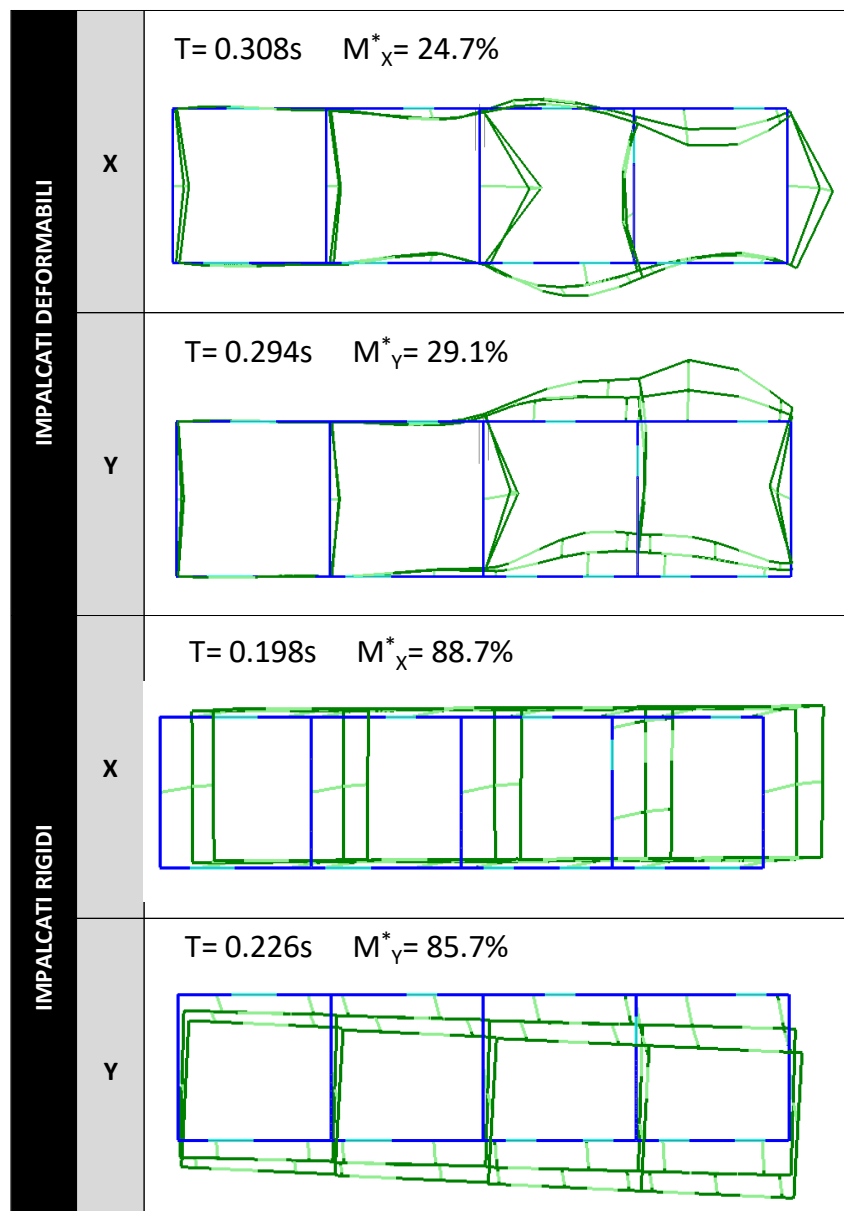 IMPALCATI DEFORMABILI
X
T= 0.308s M*X= 24.7%
Y
T= 0.294s M*Y= 29.1%
IMPALCATI RIGIDI
X
T= 0.198s M*X= 88.7%
Y
T= 0.226s M*Y= 85.7%